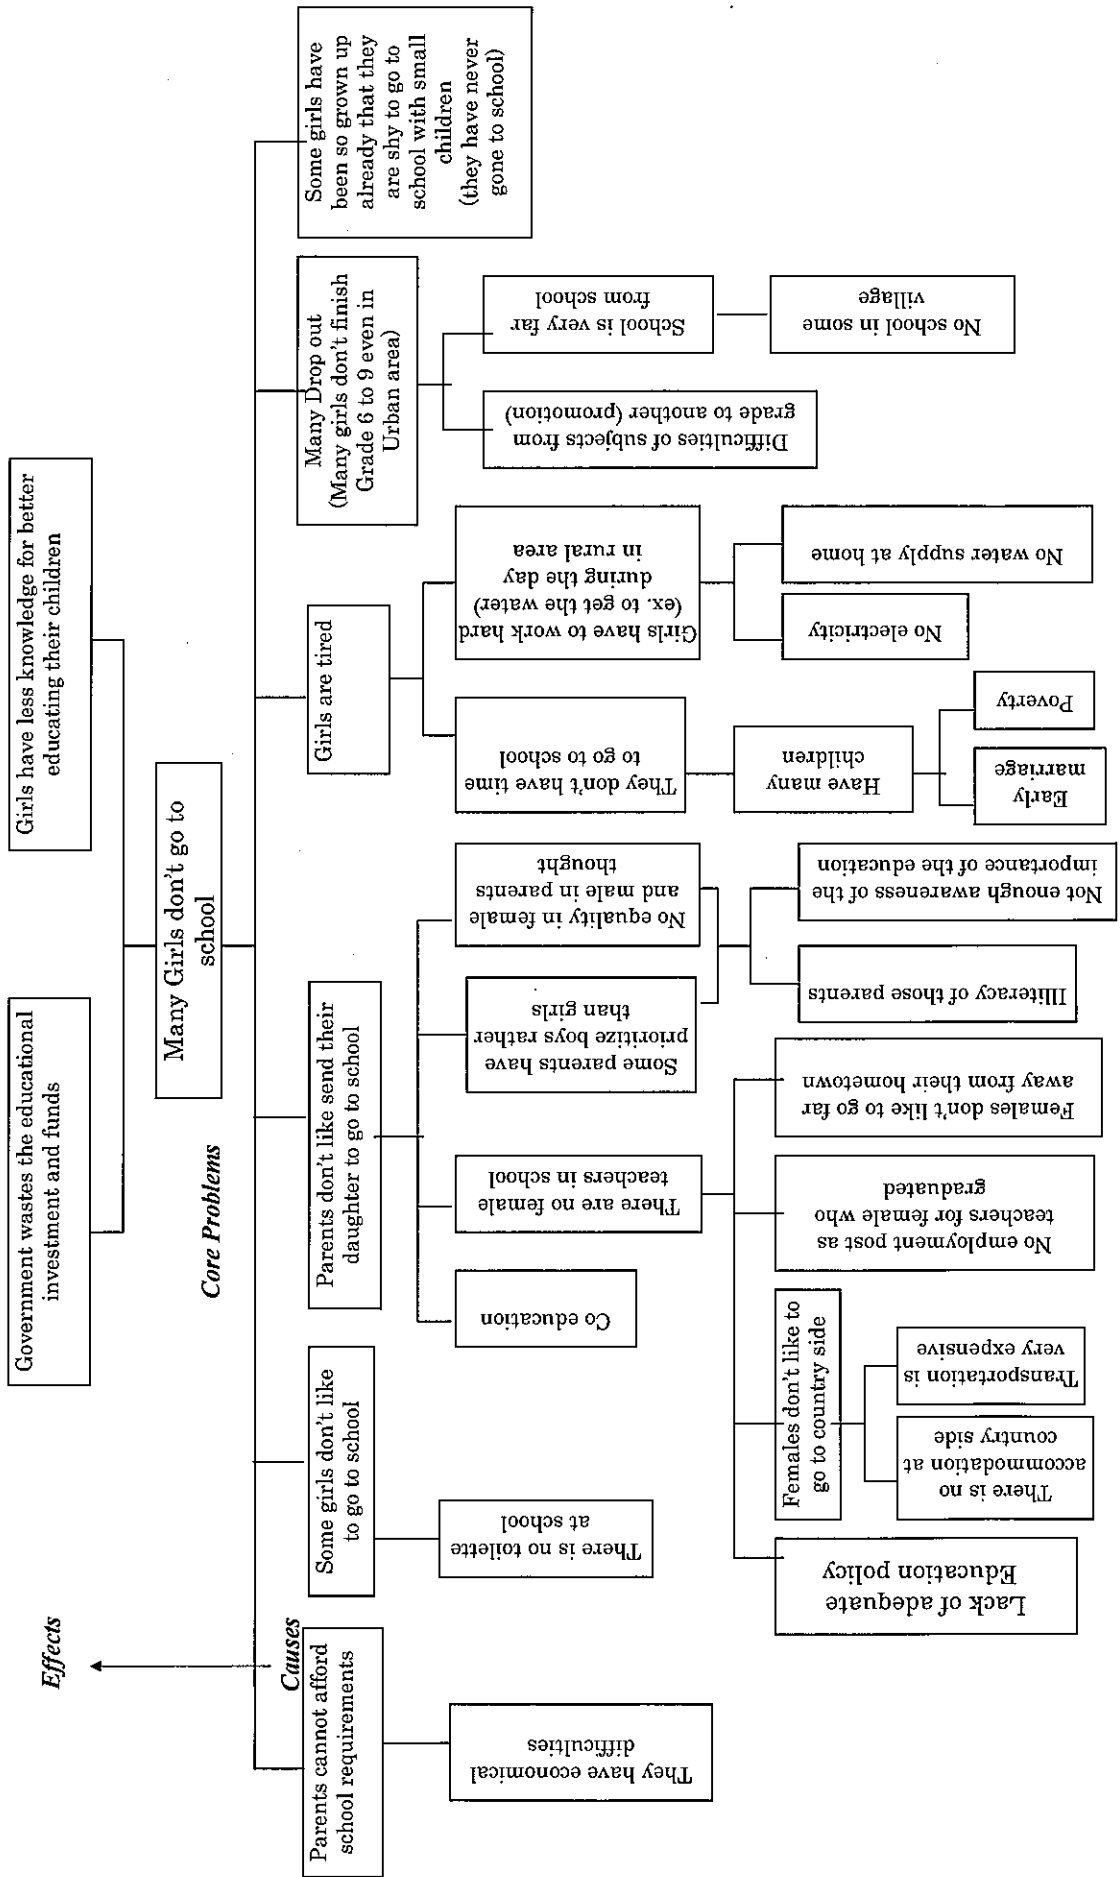 Effects
Government wastes the educational
investment and funds
Girls have less knowledge for better
educating their children
Core Problems
Many Girls don't go to
school
Causes
Parents cannot afford
school requirements
Some girls don't like
to go to school
Parents don't like send their
daughter to go to school
Girls are tired
Many Drop out
(Many girls don't finish
Grade 6 to 9 even in
Urban area)
Some girls have
been so grown up
already that they
are shy to go to
school with small
children
(they have never
gone to school)
They have economical
difficulties
There is no toilette
at school
Co education
There are no female
teachers in school
Some parents have
prioritize boys rather
than girls
No equality in female
and male in parents
thought
They don't have time
to go to school
Girls have to work hard
(ex. to get the water)
during the day
in rural area
Difficulties of subjects from
grade to another (promotion)
School is very far
from school
Lack of adequate
Education policy
Females don't like to
go to country side
No employment post as
teachers for female who
graduated
Females don't like to go far
away from their hometown
Illiteracy of those parents
Not enough awareness of the
importance of the education
Have many
children
No electricity
No water supply at home
No school in some
village
There is no
accommodation at
country side
Transportation is
very expensive
Early
marriage
Poverty